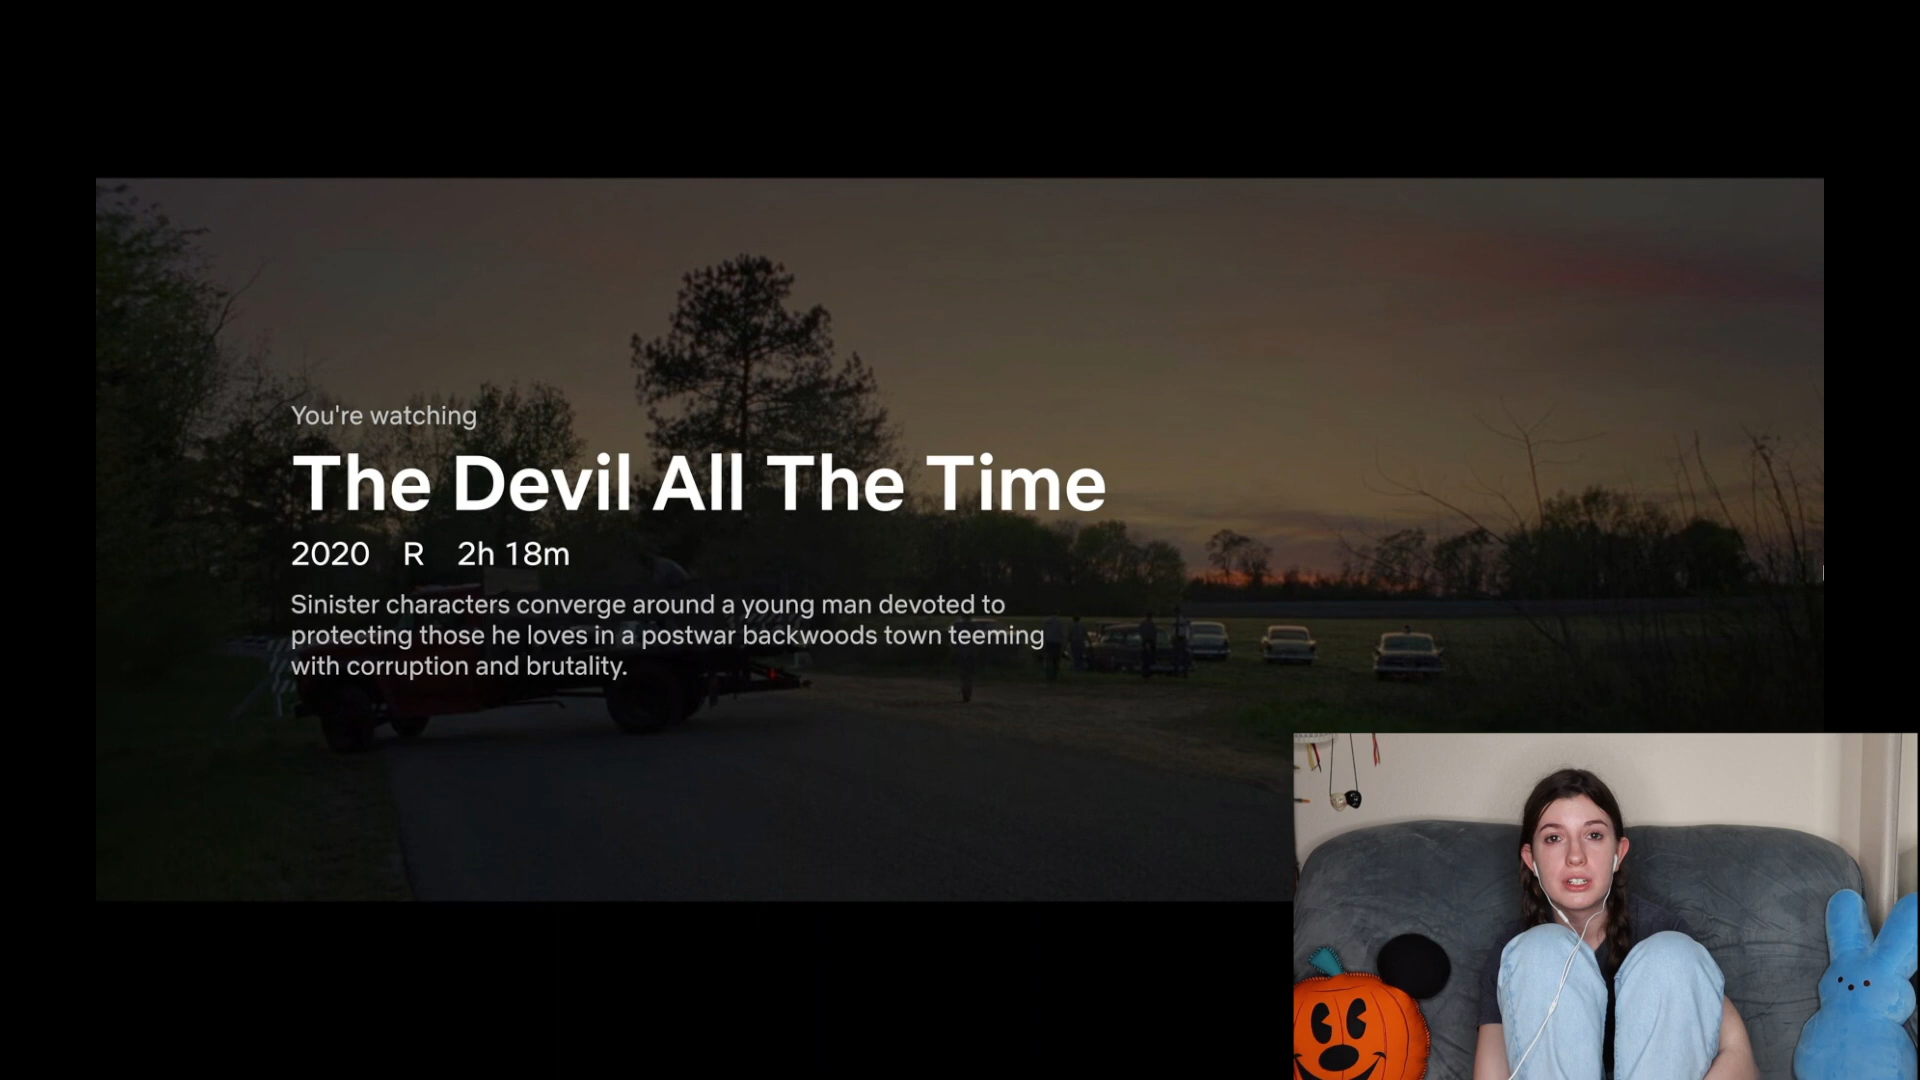 You're watching
The Devil All The Time
2020 R 2h 18m
Sinister characters converge around a young man devoted to
protecting those he loves in a postwar backwoods town teeming
with corruption and brutality.